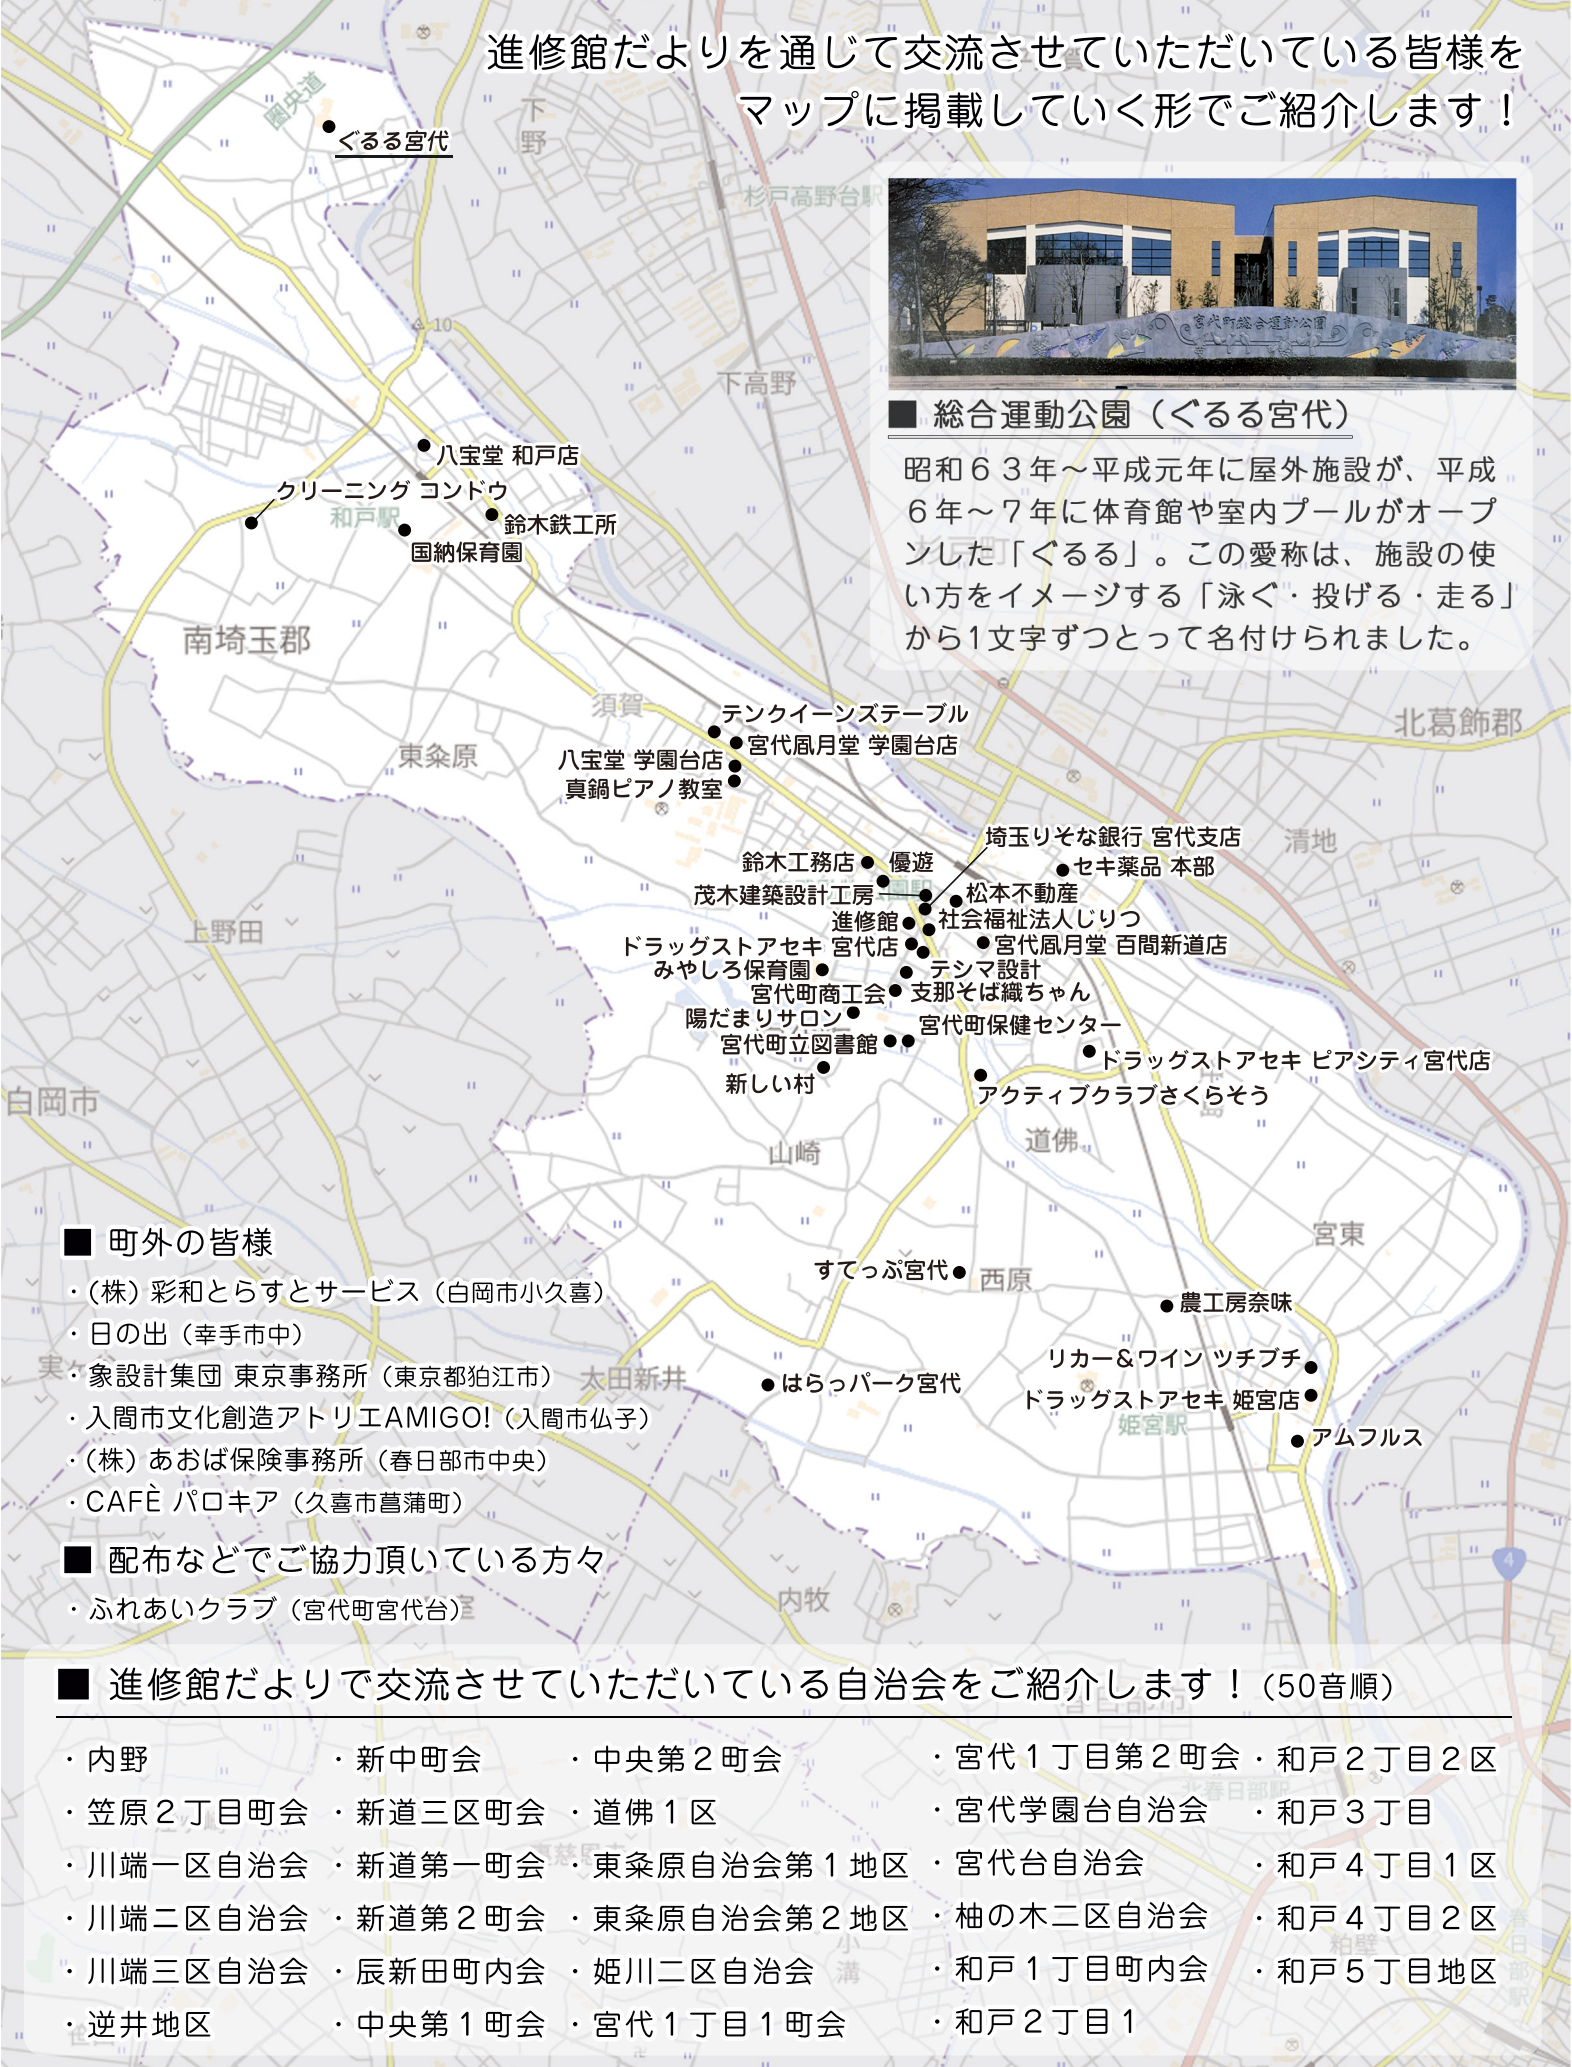 進修館だよりを通じて交流させていただいている皆様を
マップに掲載していく形でご紹介します！
圏央道
ぐるる宮代
下野
杉戸高野台駅
10
下高野
宮代町総合運動公園
■ 総合運動公園（ぐるる宮代）
昭和６３年～平成元年に屋外施設が、平成
６年～７年に体育館や室内プールがオープ
ンした「ぐるる」。この愛称は、施設の使
い方をイメージする「泳ぐ・投げる・走る」
から1文字ずつとって名付けられました。
八宝堂 和戸店
クリーニング コンドウ
和戸駅
鈴木鉄工所
国納保育園
南埼玉郡
須賀
東粂原
北葛飾郡
テンクイーンズテーブル
宮代凮月堂 学園台店
八宝堂 学園台店
真鍋ピアノ教室
清地
埼玉りそな銀行 宮代支店
鈴木工務店
優遊
セキ薬品 本部
茂木建築設計工房
松本不動産
進修館
社会福祉法人じりつ
上野田
ドラッグストアセキ 宮代店
宮代凮月堂 百間新道店
みやしろ保育園
テシマ設計
宮代町商工会
支那そば織ちゃん
陽だまりサロン
宮代町保健センター
宮代町立図書館
ドラッグストアセキ ピアシティ宮代店
新しい村
アクティブクラブさくらそう
白岡市
道佛
山崎
宮東
すてっぷ宮代
西原
農工房奈味
リカー＆ワイン ツチブチ
太田新井
はらっパーク宮代
ドラッグストアセキ 姫宮店
姫宮駅
アムフルス
4
内牧
■ 町外の皆様
・(株) 彩和とらすとサービス（白岡市小久喜）
・日の出（幸手市中）
・象設計集団 東京事務所（東京都狛江市）
・入間市文化創造アトリエAMIGO!（入間市仏子）
・(株) あおば保険事務所（春日部市中央）
・CAFÈ パロキア（久喜市菖蒲町）
■ 配布などでご協力頂いている方々
・ふれあいクラブ（宮代町宮代台）
■ 進修館だよりで交流させていただいている自治会をご紹介します！（50音順）
・内野
・笠原２丁目町会
・川端一区自治会
・川端二区自治会
・川端三区自治会
・逆井地区
・新中町会
・新道三区町会
・新道第一町会
・新道第２町会
・辰新田町内会
・中央第１町会
・中央第２町会
・道佛１区
・東粂原自治会第１地区
・東粂原自治会第２地区
・姫川二区自治会
・宮代１丁目１町会
・宮代１丁目第２町会
・宮代学園台自治会
・宮代台自治会
・柚の木二区自治会
・和戸１丁目町内会
・和戸２丁目１
・和戸２丁目２区
・和戸３丁目
・和戸４丁目１区
・和戸４丁目２区
・和戸５丁目地区
北春日部駅
粕壁
小溝
春日部駅